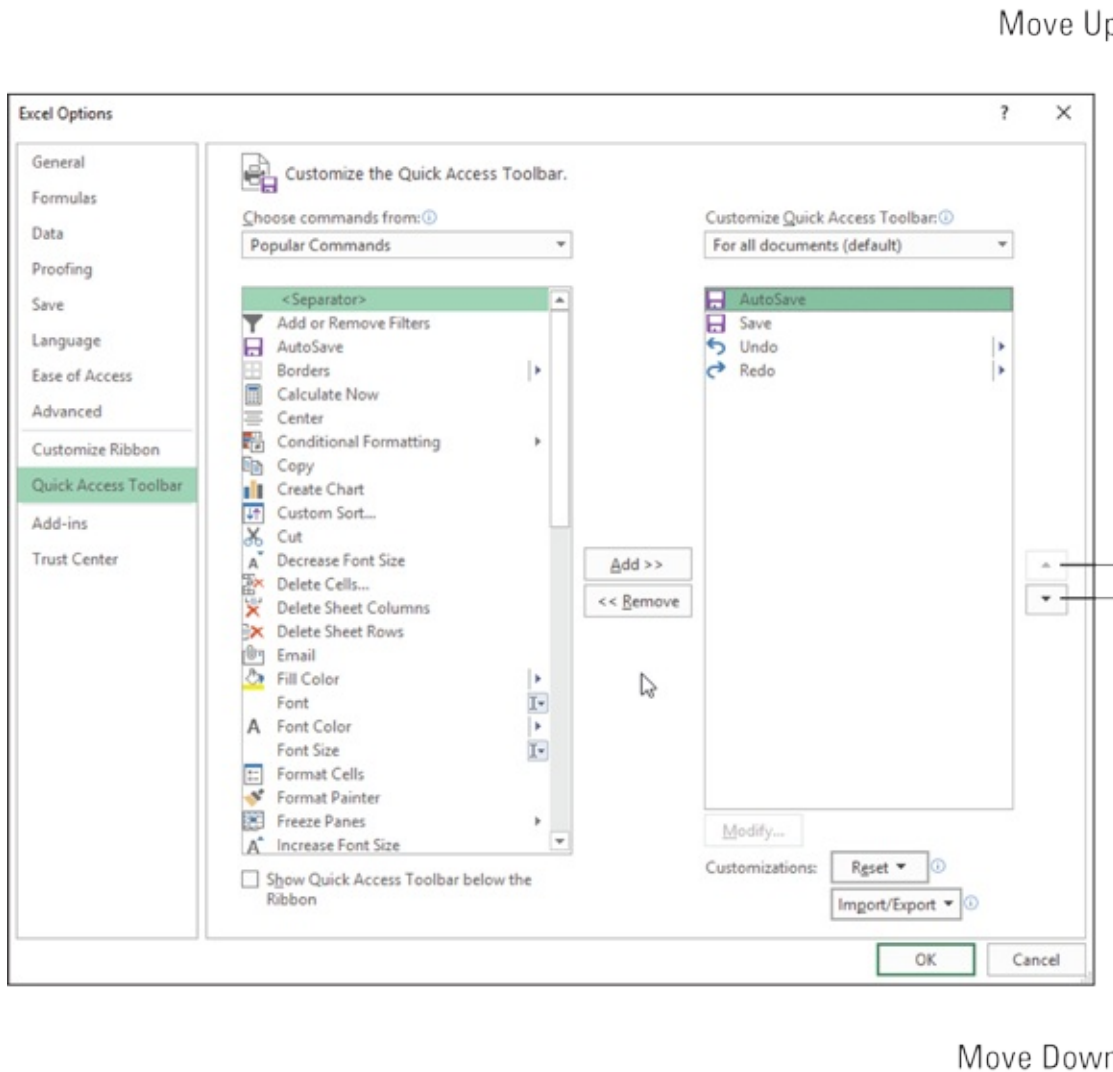 Move Up
Excel Options
?
General
Formulas
Data
Proofing
Save
Language
Ease of Access
Advanced
Customize Ribbon
Quick Access Toolbar
Add-ins
Trust Center
Customize the Quick Access Toolbar.
Choose commands from:
Popular Commands
<Separator>
Add or Remove Filters
AutoSave
Borders
Calculate Now
Center
Conditional Formatting
Copy
Create Chart
Custom Sort...
Cut
Decrease Font Size
Delete Cells...
Delete Sheet Columns
Delete Sheet Rows
Email
Fill Color
Font
Font Color
Font Size
Format Cells
Format Painter
Freeze Panes
Increase Font Size
Show Quick Access Toolbar below the
Ribbon
Add >>
<< Remove
Customize Quick Access Toolbar:
For all documents (default)
AutoSave
Save
Undo
Redo
Modify...
Customizations:
Reset
Import/Export
OK
Cancel
Move Down